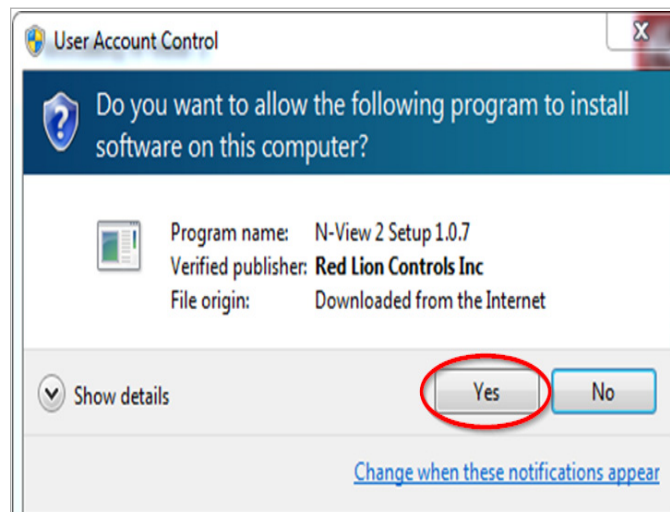 User Account Control
Do you want to allow the following program to install
software on this computer?
Program name: N-View 2 Setup 1.0.7
Verified publisher: Red Lion Controls Inc
File origin: Downloaded from the Internet
Show details
Yes
No
Change when these notifications appear